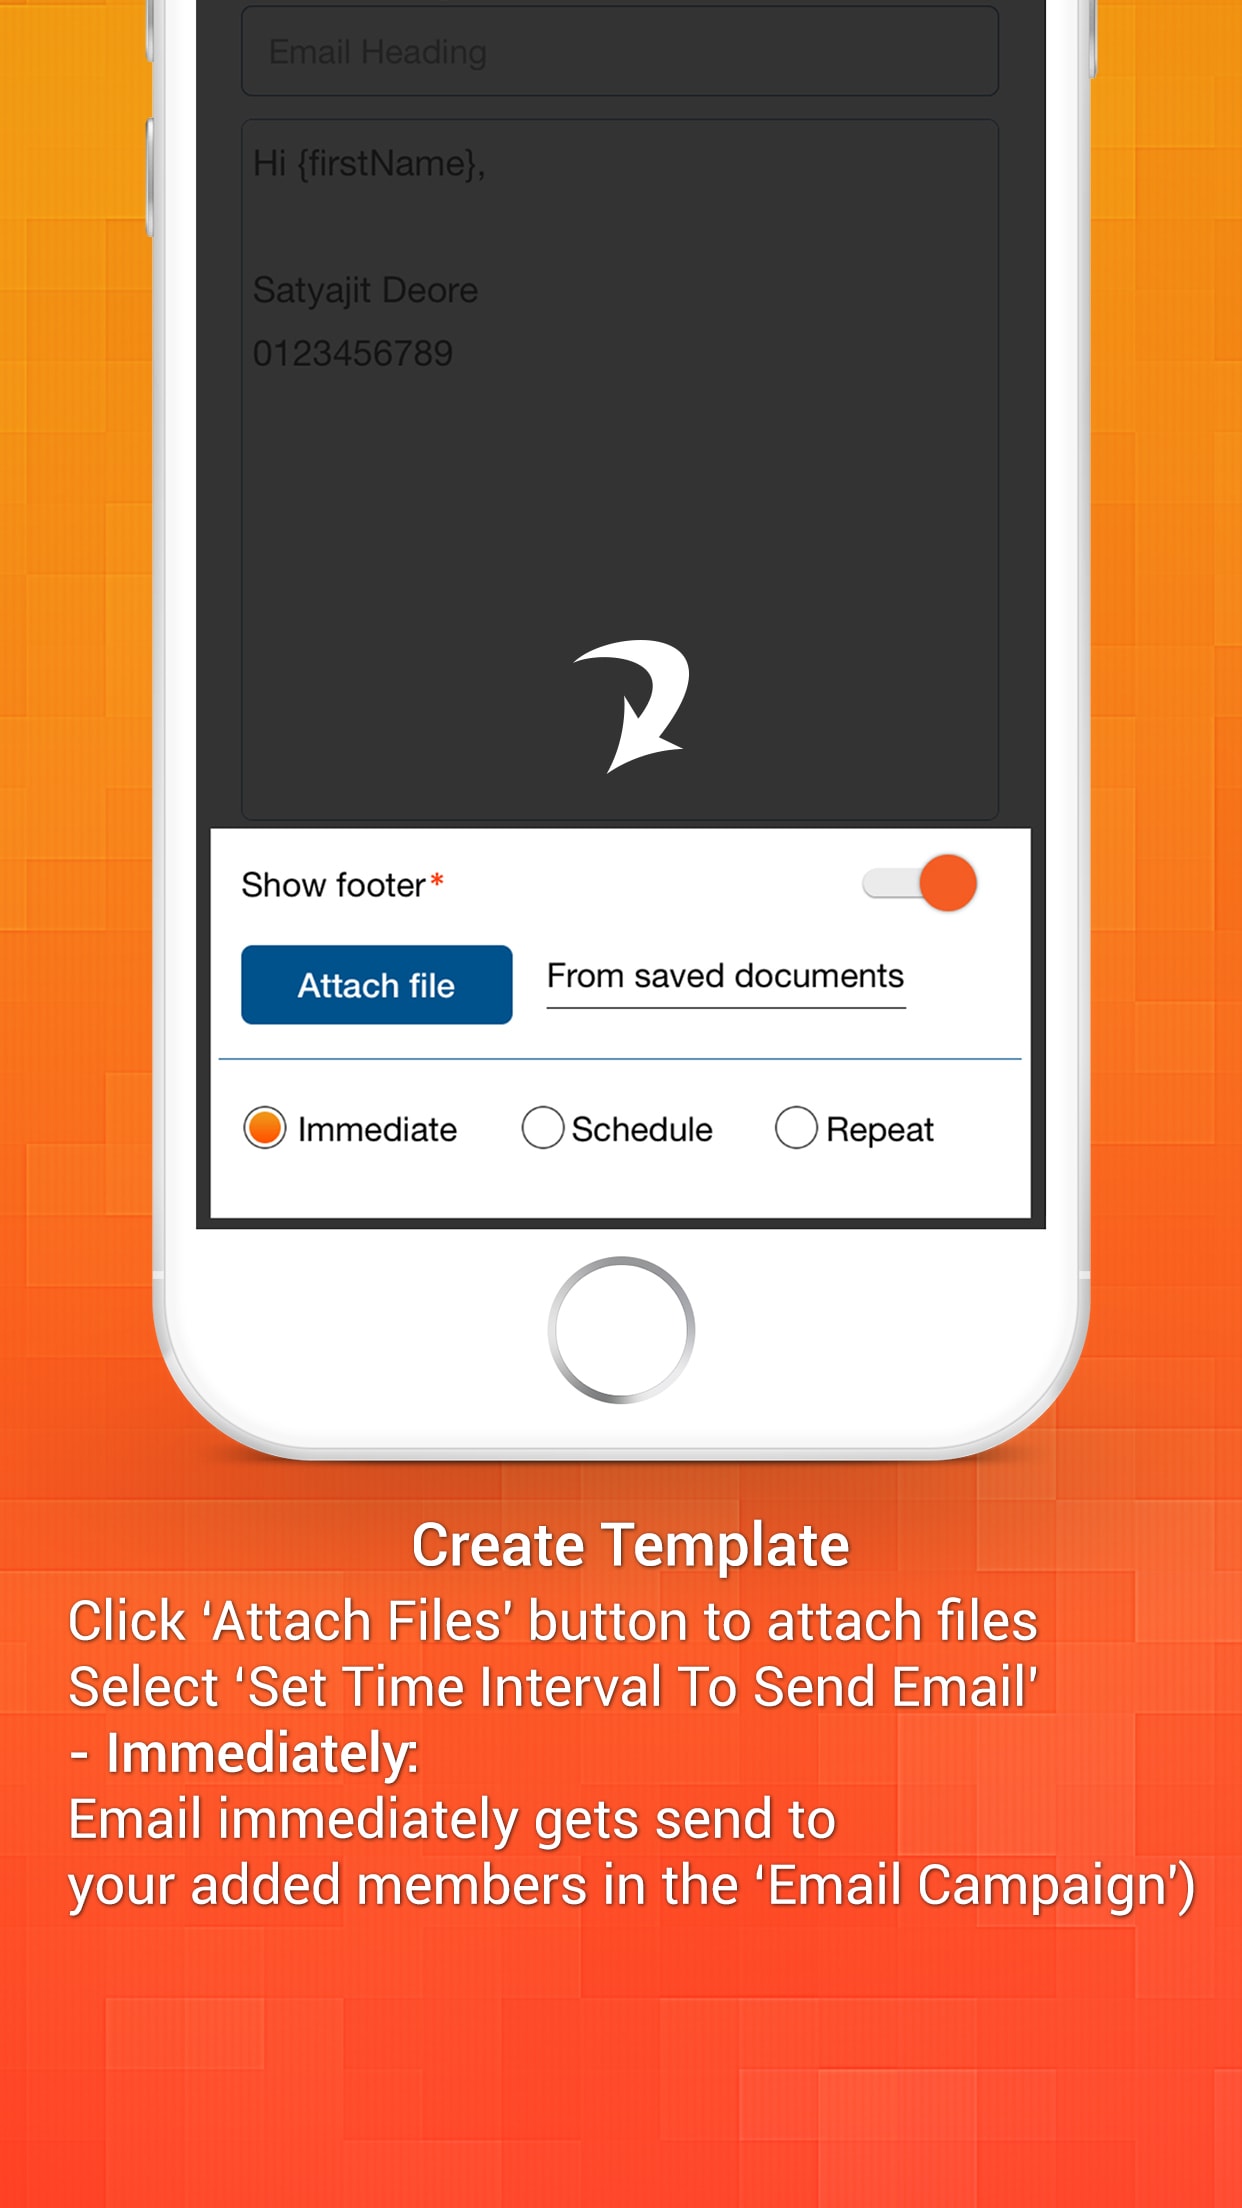 Email Heading
Hi {firstName},
Satyajit Deore
0123456789
Show footer*
Attach file From saved documents
Immediate Schedule Repeat
Create Template
Click ‘Attach Files’ button to attach files
Select ‘Set Time Interval To Send Email’
- Immediately:
Email immediately gets send to
your added members in the ‘Email Campaign’)